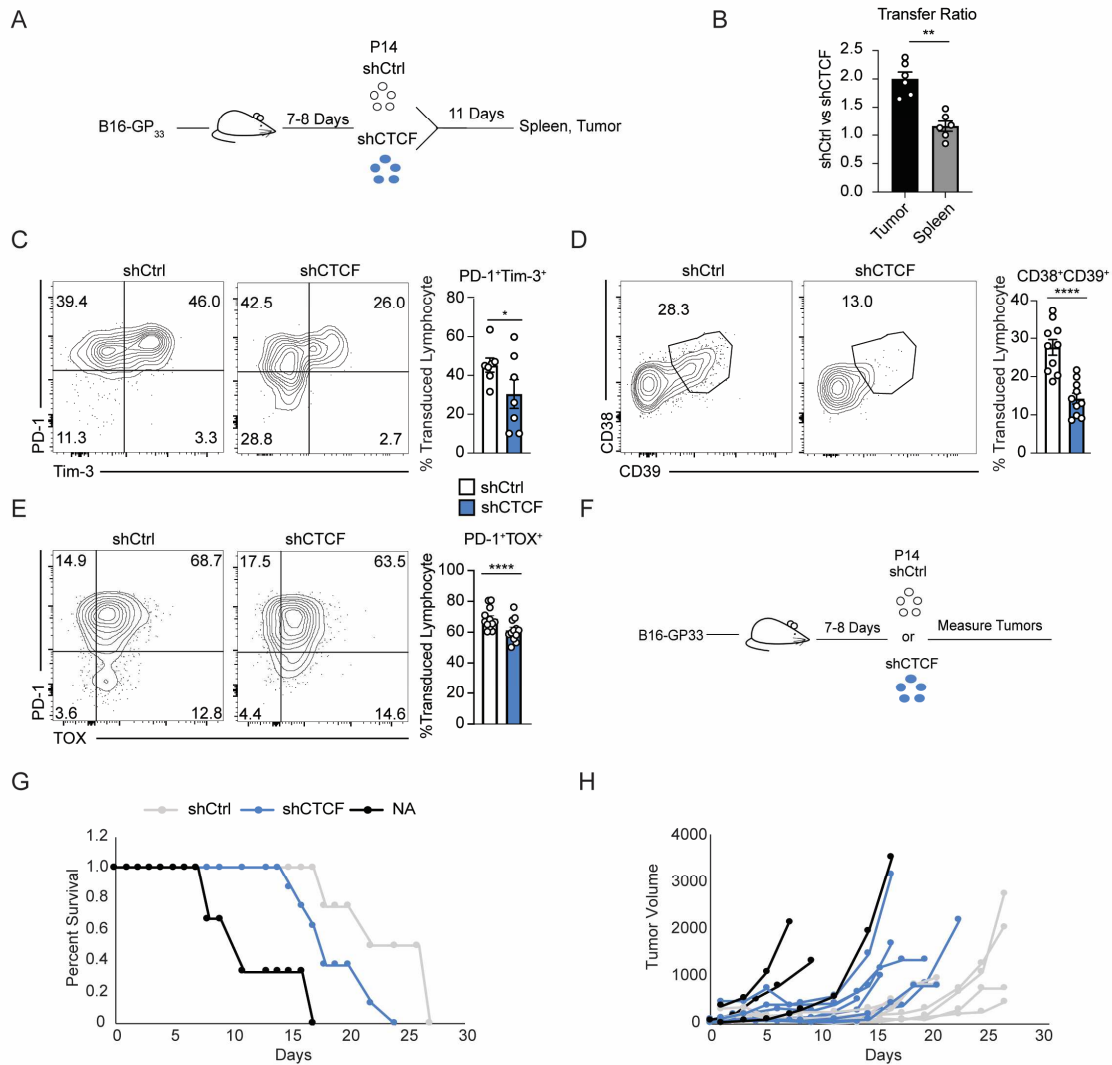 A
B16-GP33
7-8 Days
P14
shCtrl
shCTCF
11 Days
Spleen, Tumor
B
Transfer Ratio
**
shCtrl vs shCTCF
2.5
2.0
1.5
1.0
0.5
0.0
Tumor
Spleen
C
shCtrl
shCTCF
39.4
46.0
11.3
3.3
42.5
26.0
28.8
2.7
PD-1
Tim-3
PD-1+Tim-3+
*
% Transduced Lymphocyte
80
60
40
20
0
D
shCtrl
shCTCF
28.3
13.0
CD38
CD39
CD38+CD39+
****
% Transduced Lymphocyte
40
30
20
10
0
shCtrl
shCTCF
E
shCtrl
shCTCF
14.9
68.7
3.6
12.8
17.5
63.5
4.4
14.6
PD-1
TOX
PD-1+TOX+
****
%Transduced Lymphocyte
100
80
60
40
20
0
F
B16-GP33
7-8 Days
P14
shCtrl
or
shCTCF
Measure Tumors
G
shCtrl
shCTCF
NA
Percent Survival
1.2
1.0
0.8
0.6
0.4
0.2
0
0
5
10
15
20
25
30
Days
H
Tumor Volume
4000
3000
2000
1000
0
0
5
10
15
20
25
30
Days